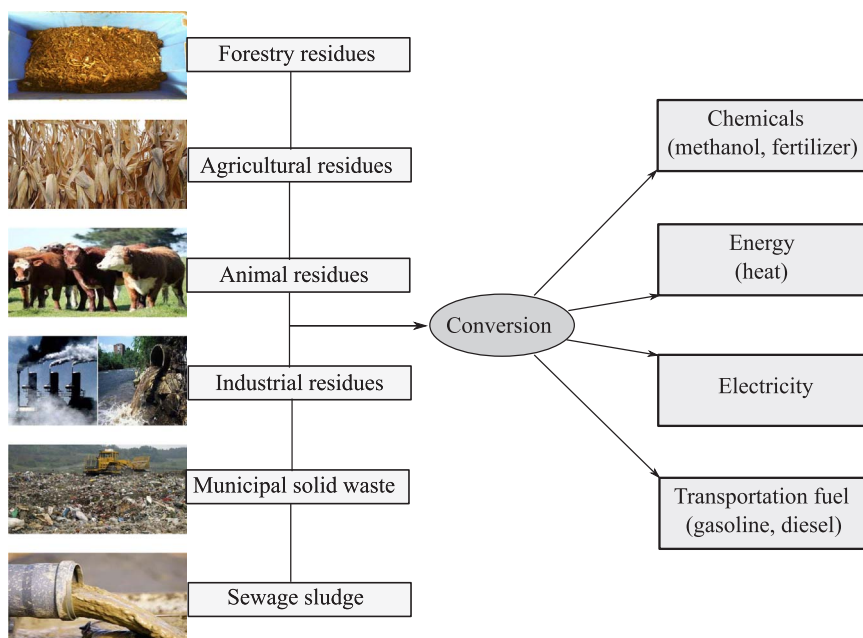 Forestry residues
Agricultural residues
Animal residues
Industrial residues
Municipal solid waste
Sewage sludge
Conversion
Chemicals
(methanol, fertilizer)
Energy
(heat)
Electricity
Transportation fuel
(gasoline, diesel)